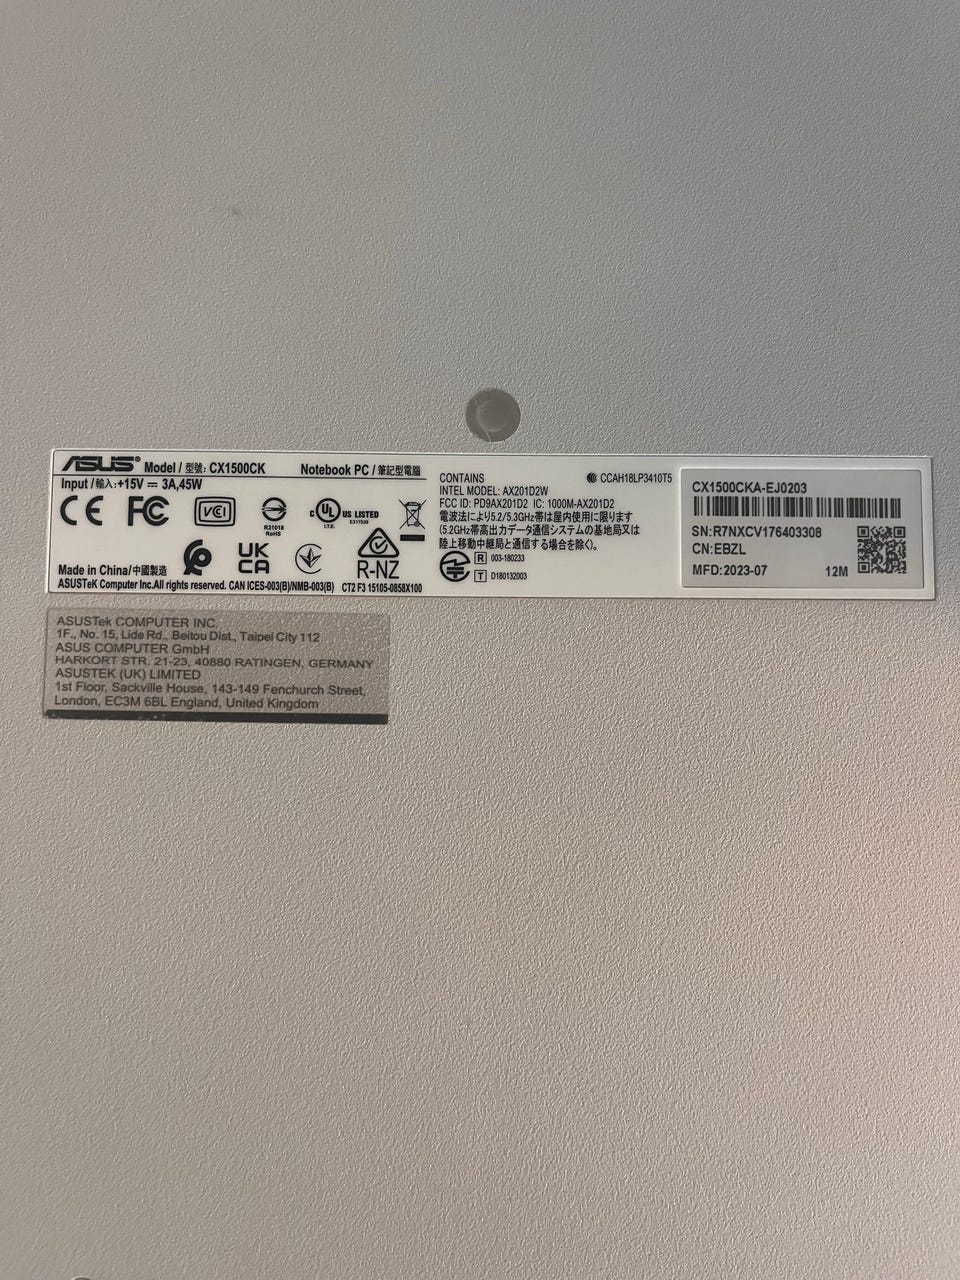 ASUS® Model / 型號: CX1500CK Notebook PC / 筆記型電腦
Input / 輸入: +15V ⎓ 3A,45W
CE FC VCI R31018 RoHS c UL US LISTED I.T.E. E317539
UK CA R-NZ
Made in China/中國製造
ASUSTeK Computer Inc.All rights reserved. CAN ICES-003(B)/NMB-003(B) CT2 F3 15105-0858X100
CONTAINS CCAH18LP3410T5
INTEL MODEL: AX201D2W
FCC ID: PD9AX201D2 IC: 1000M-AX201D2
電波法により5.2/5.3GHz帯は屋内使用に限ります
(5.2GHz帯高出力データ通信システムの基地局又は
陸上移動中継局と通信する場合を除く)。
R 003-180233
T D180132003
CX1500CKA-EJ0203
SN:R7NXCV176403308
CN:EBZL
MFD:2023-07 12M
ASUSTek COMPUTER INC.
1F., No. 15, Lide Rd., Beitou Dist., Taipei City 112
ASUS COMPUTER GmbH
HARKORT STR. 21-23, 40880 RATINGEN, GERMANY
ASUSTEK (UK) LIMITED
1st Floor, Sackville House, 143-149 Fenchurch Street,
London, EC3M 6BL England, United Kingdom